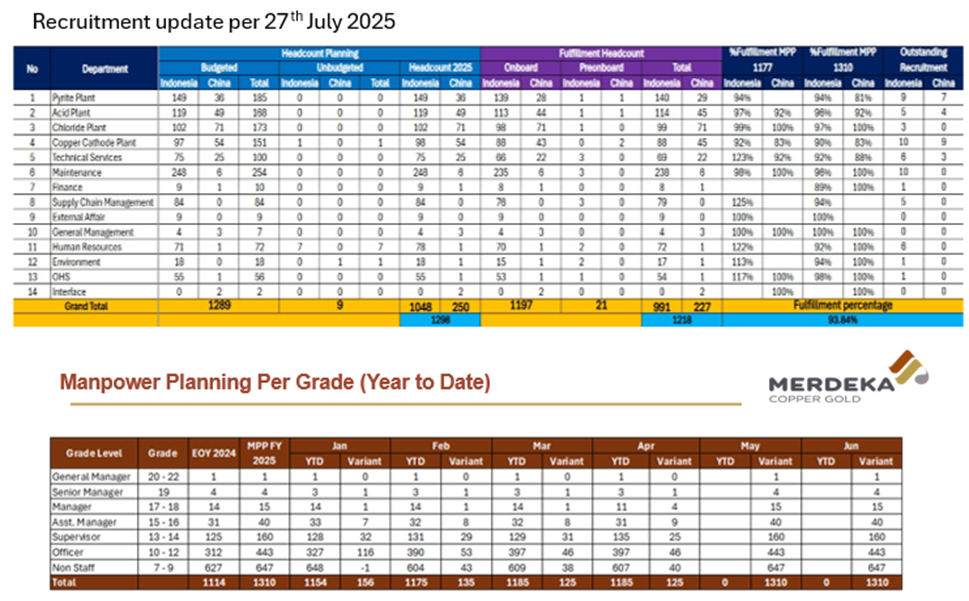 Recruitment update per 27th July 2025
No Department Headcount Planning Fulfillment Headcount %Fulfillment MPP %Fulfillment MPP Outstanding
Budgeted Unbudgeted Headcount 2025 Onboard Preonboard Total 1177 1310 Recruitment
Indonesia China Total Indonesia China Total Indonesia China Indonesia China Indonesia China Indonesia China Indonesia China Indonesia China Indonesia China
1 Pyrite Plant 149 36 185 0 0 0 149 36 139 28 1 1 140 29 94% 94% 81% 9 7
2 Acid Plant 119 49 168 0 0 0 119 49 113 44 1 1 114 45 97% 92% 96% 92% 5 4
3 Chloride Plant 102 71 173 0 0 0 102 71 98 71 1 0 99 71 99% 100% 97% 100% 3 0
4 Copper Cathode Plant 97 54 151 1 0 1 98 54 88 43 0 2 88 45 92% 83% 90% 83% 10 9
5 Technical Services 75 25 100 0 0 0 75 25 66 22 3 0 69 22 123% 92% 92% 88% 6 3
6 Maintenance 248 6 254 0 0 0 248 6 235 6 3 0 238 6 98% 100% 96% 100% 10 0
7 Finance 9 1 10 0 0 0 9 1 8 1 0 0 8 1 89% 100% 1 0
8 Supply Chain Management 84 0 84 0 0 0 84 0 76 0 3 0 79 0 125% 94% 5 0
9 External Affair 9 0 9 0 0 0 9 0 9 0 0 0 9 0 100% 100% 0 0
10 General Management 4 3 7 0 0 0 4 3 4 3 0 0 4 3 100% 100% 100% 100% 0 0
11 Human Resources 71 1 72 7 0 7 78 1 70 1 2 0 72 1 122% 92% 100% 6 0
12 Environment 18 0 18 0 1 1 18 1 15 1 2 0 17 1 113% 94% 100% 1 0
13 OHS 55 1 56 0 0 0 55 1 53 1 1 0 54 1 117% 100% 98% 100% 1 0
14 Interface 0 2 2 0 0 0 0 2 0 2 0 0 0 2 100% 100% 0 0
Grand Total 1289 9 1048 250 1197 21 991 227 Fulfillment percentage
1298 1218 93.84%
Manpower Planning Per Grade (Year to Date)
MERDEKA
COPPER GOLD
Grade Level Grade EOY 2024 MPP FY 2025 Jan Feb Mar Apr May Jun
YTD Variant YTD Variant YTD Variant YTD Variant YTD Variant YTD Variant
General Manager 20 - 22 1 1 1 0 1 0 1 0 1 0 1 1
Senior Manager 19 4 4 3 1 3 1 3 1 3 1 4 4
Manager 17 - 18 14 15 14 1 14 1 14 1 11 4 15 15
Asst. Manager 15 - 16 31 40 33 7 32 8 32 8 31 9 40 40
Supervisor 13 - 14 125 160 128 32 131 29 129 31 135 25 160 160
Officer 10 - 12 312 443 327 116 390 53 397 46 397 46 443 443
Non Staff 7 - 9 627 647 648 -1 604 43 609 38 607 40 647 647
Total 1114 1310 1154 156 1175 135 1185 125 1185 125 0 1310 0 1310